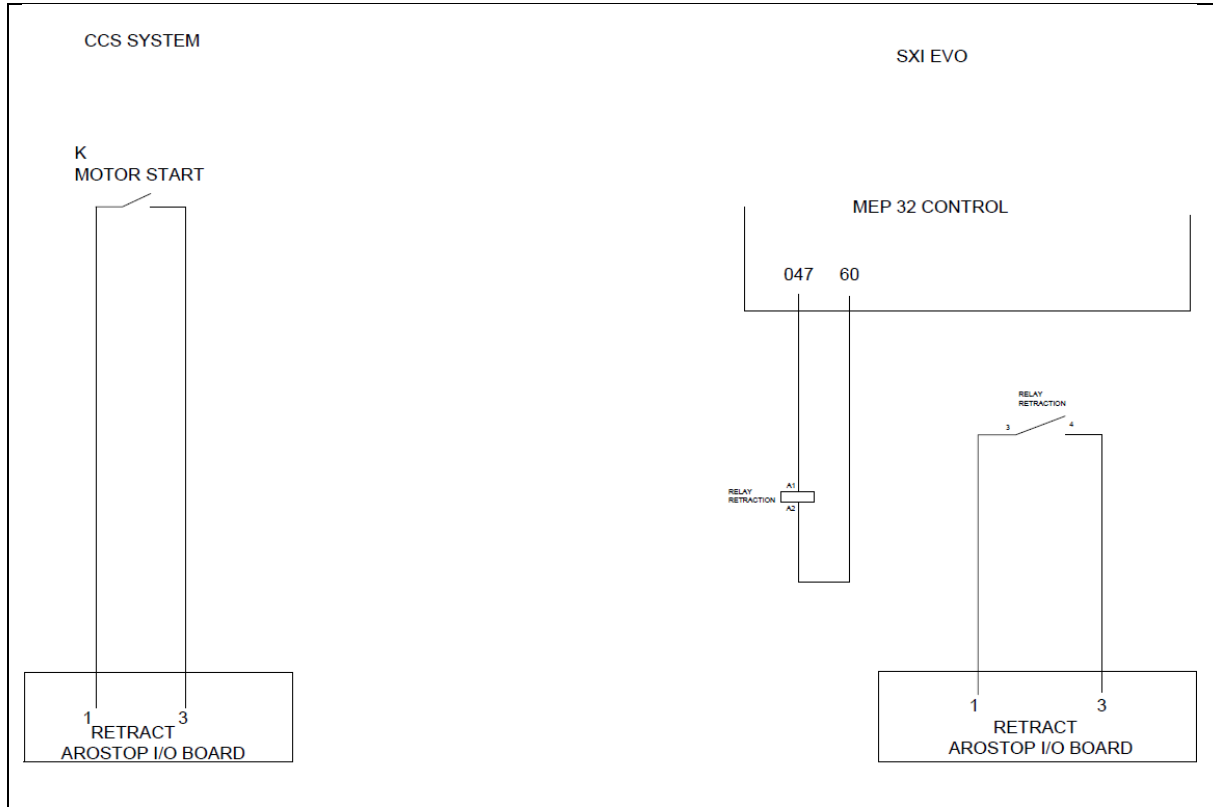 CCS SYSTEM
K
MOTOR START
1 3
RETRACT
AROSTOP I/O BOARD
SXI EVO
MEP 32 CONTROL
047 60
RELAY
RETRACTION
A1
A2
RELAY
RETRACTION
3 4
1 3
RETRACT
AROSTOP I/O BOARD